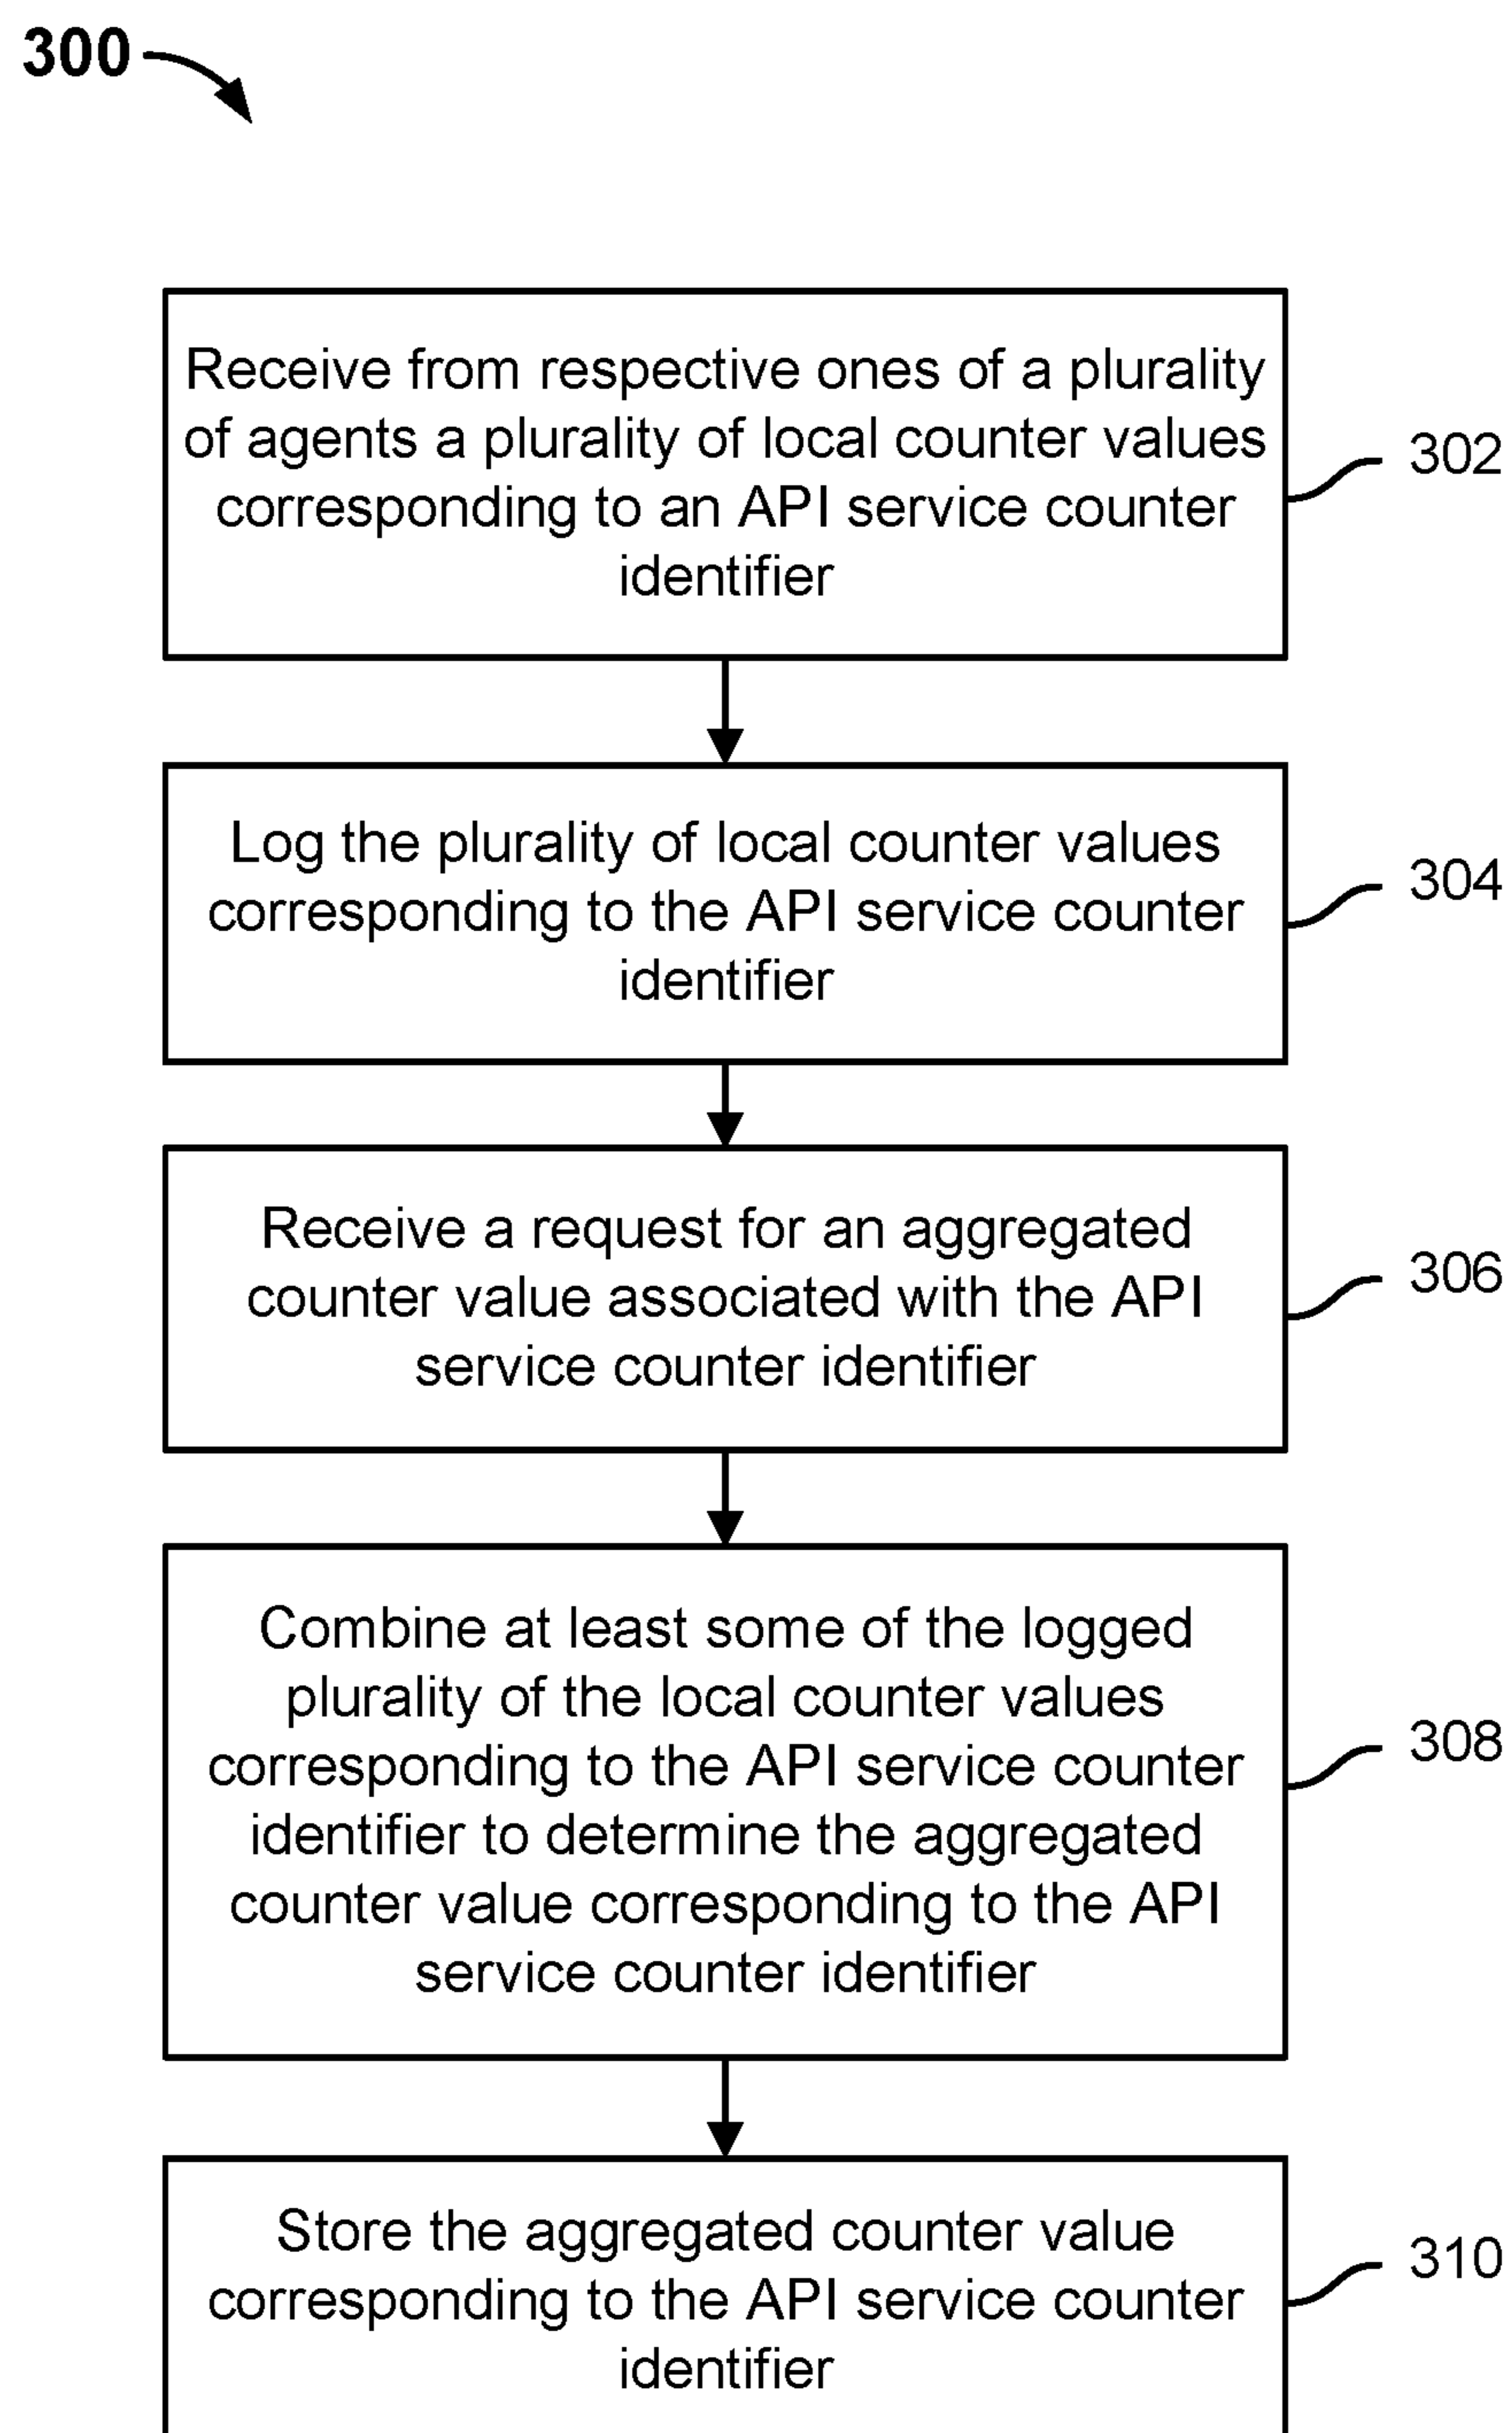 300
Receive from respective ones of a plurality
of agents a plurality of local counter values
corresponding to an API service counter
identifier
302
Log the plurality of local counter values
corresponding to the API service counter
identifier
304
Receive a request for an aggregated
counter value associated with the API
service counter identifier
306
Combine at least some of the logged
plurality of the local counter values
corresponding to the API service counter
identifier to determine the aggregated
counter value corresponding to the API
service counter identifier
308
Store the aggregated counter value
corresponding to the API service counter
identifier
310